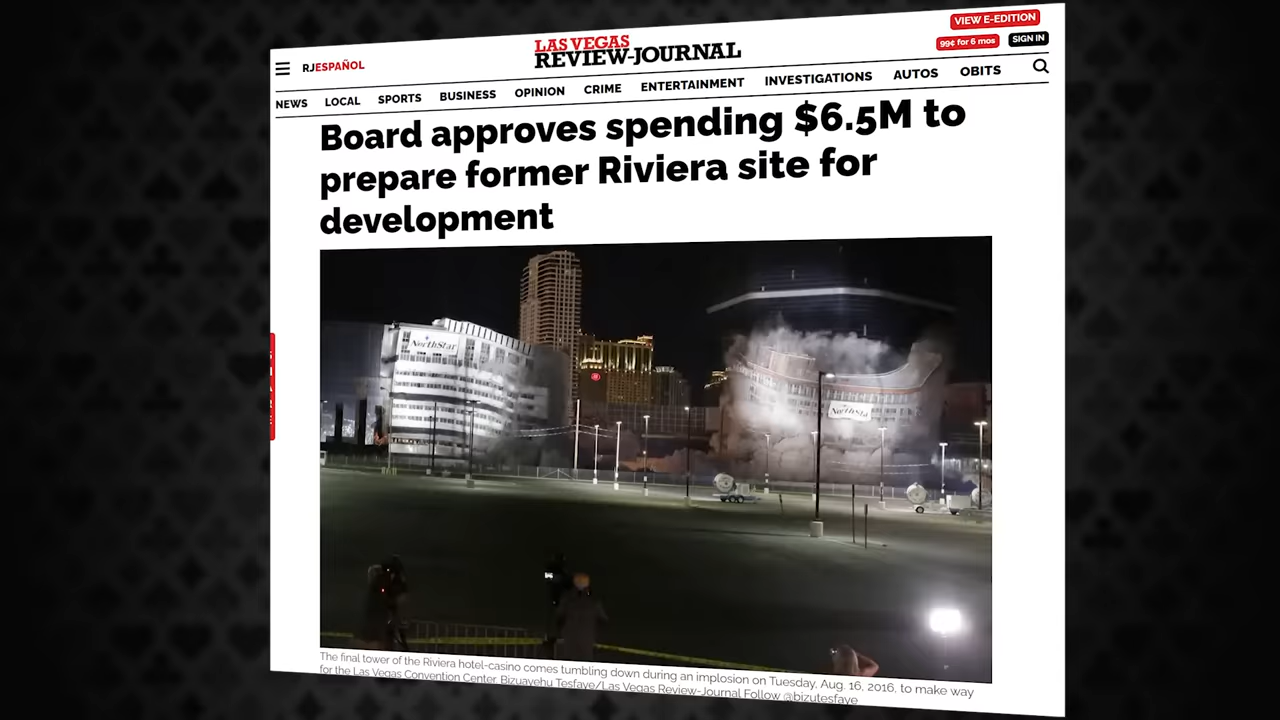 VIEW E-EDITION
LAS VEGAS
REVIEW-JOURNAL
RJESPAÑOL
99¢ for 6 mos
SIGN IN
NEWS LOCAL SPORTS BUSINESS OPINION CRIME ENTERTAINMENT INVESTIGATIONS AUTOS OBITS
Board approves spending $6.5M to
prepare former Riviera site for
development
NorthStar
NorthSta
The final tower of the Riviera hotel-casino comes tumbling down during an implosion on Tuesday, Aug. 16, 2016, to make way
for the Las Vegas Convention Center. Bizuayehu Tesfaye/Las Vegas Review-Journal Follow @bizutesfaye